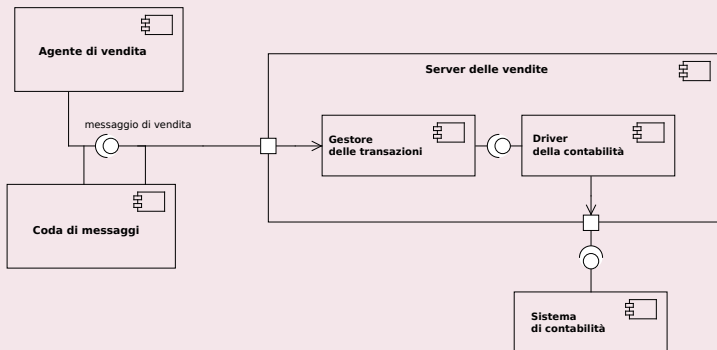 Agente di vendita
messaggio di vendita
Coda di messaggi
Server delle vendite
Gestore
delle transazioni
Driver
della contabilità
Sistema
di contabilità